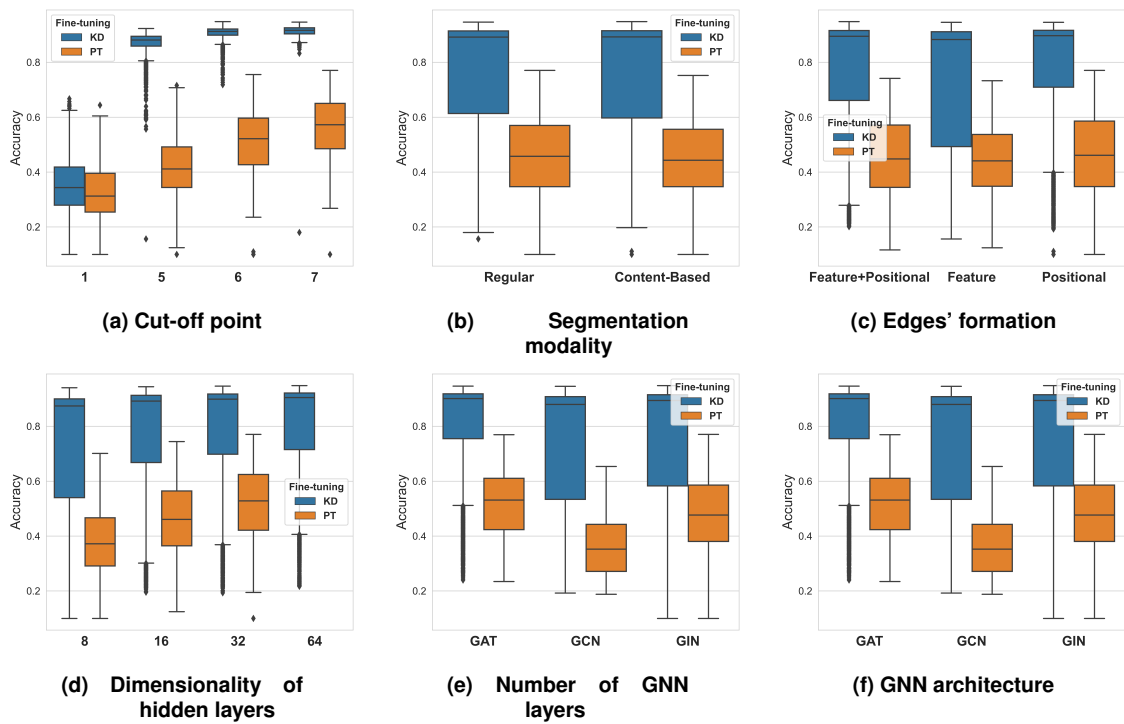 Fine-tuning
KD
PT
Accuracy
0.8
0.6
0.4
0.2
1 5 6 7
(a) Cut-off point
Fine-tuning
KD
PT
Accuracy
0.8
0.6
0.4
0.2
Regular Content-Based
(b) Segmentation
modality
Fine-tuning
KD
PT
Accuracy
0.8
0.6
0.4
0.2
Feature+Positional Feature Positional
(c) Edges' formation
Fine-tuning
KD
PT
Accuracy
0.8
0.6
0.4
0.2
8 16 32 64
(d) Dimensionality of
hidden layers
Fine-tuning
KD
PT
Accuracy
0.8
0.6
0.4
0.2
GAT GCN GIN
(e) Number of GNN
layers
Fine-tuning
KD
PT
Accuracy
0.8
0.6
0.4
0.2
GAT GCN GIN
(f) GNN architecture